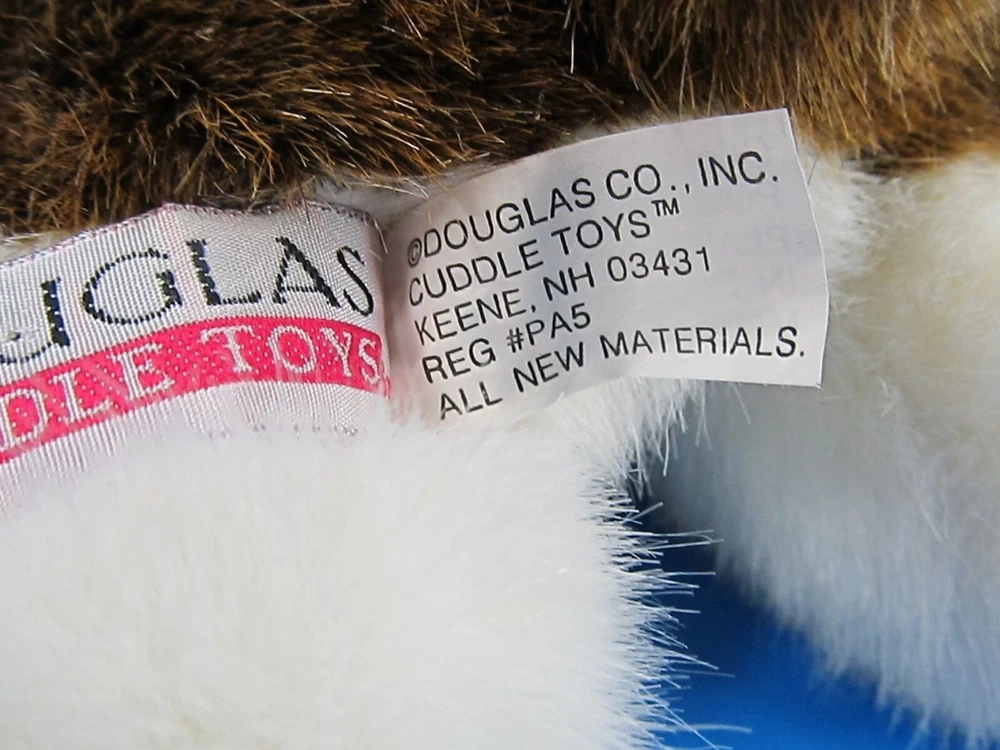 UGLAS
DLE TOYS
©DOUGLAS CO., INC.
CUDDLE TOYS™
KEENE, NH 03431
REG #PA5
ALL NEW MATERIALS.